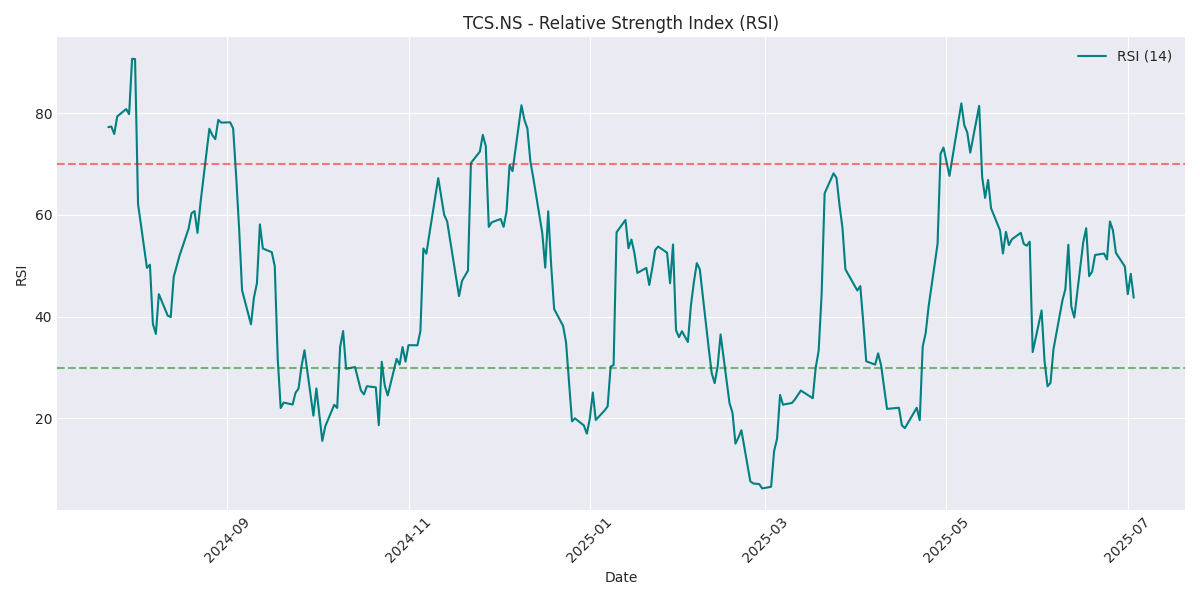 TCS.NS - Relative Strength Index (RSI)
RSI (14)
RSI
80
60
40
20
2024-09
2024-11
2025-01
2025-03
2025-05
2025-07
Date